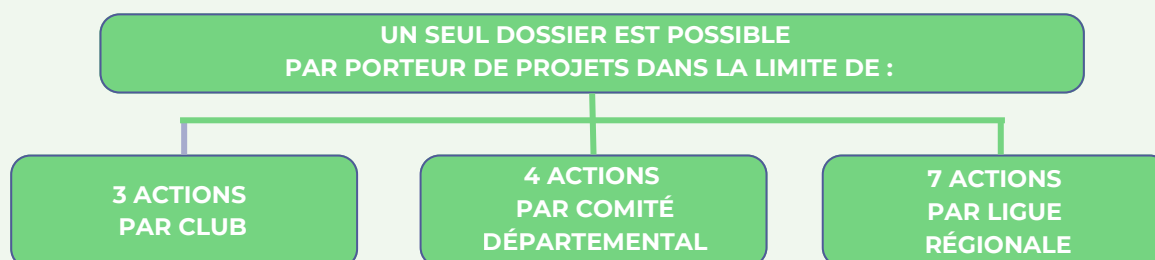 UN SEUL DOSSIER EST POSSIBLE
PAR PORTEUR DE PROJETS DANS LA LIMITE DE :
3 ACTIONS
PAR CLUB
4 ACTIONS
PAR COMITÉ
DÉPARTEMENTAL
7 ACTIONS
PAR LIGUE
RÉGIONALE